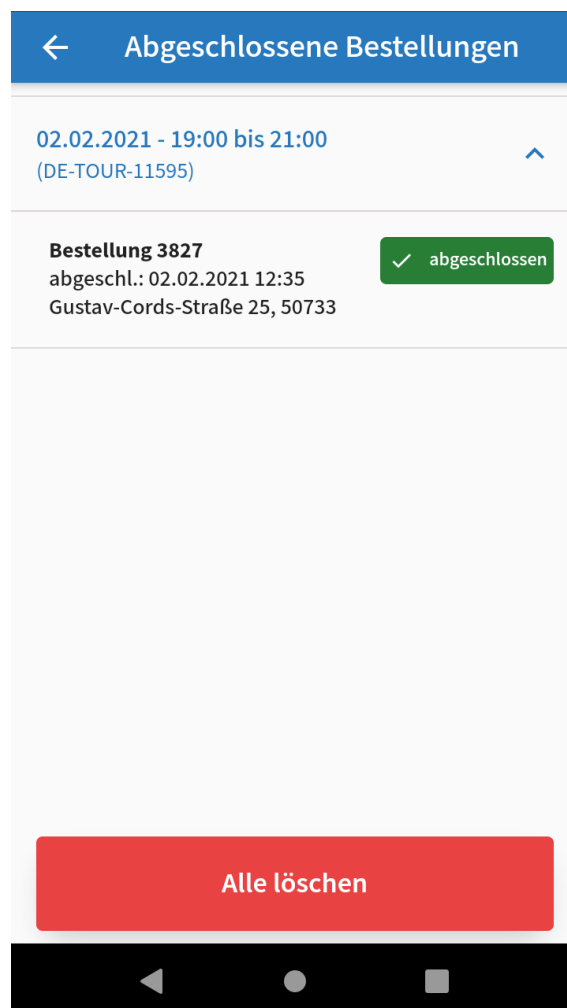 Abgeschlossene Bestellungen
02.02.2021 - 19:00 bis 21:00
(DE-TOUR-11595)
Bestellung 3827
abgeschlossen
abgeschl.: 02.02.2021 12:35
Gustav-Cords-Straße 25, 50733
Alle löschen